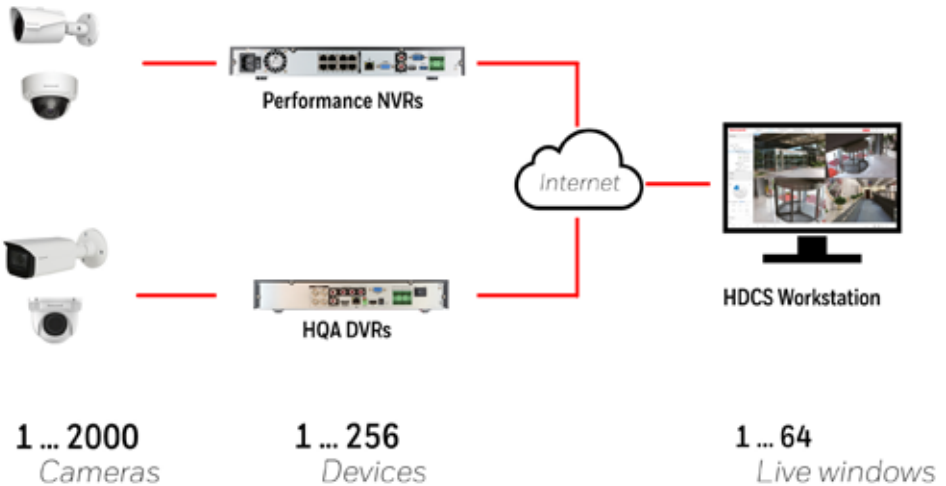 Performance NVRs
Internet
HQA DVRs
HDCS Workstation
1 ... 2000
Cameras
1 ... 256
Devices
1 ... 64
Live windows